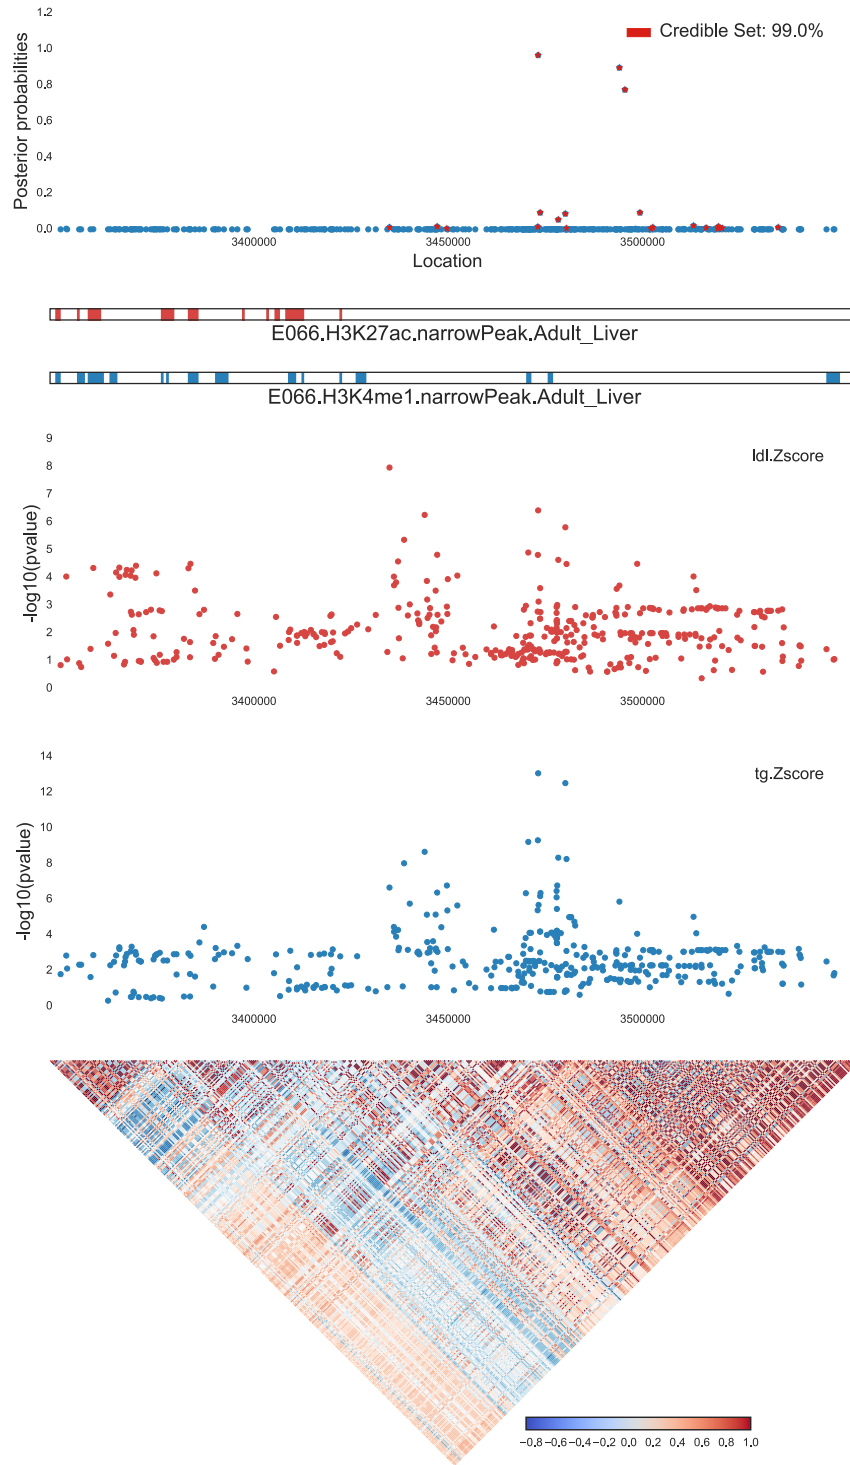 1.2
Credible Set: 99.0%
1.0
0.8
0.6
0.4
0.2
0.0
Posterior probabilities
3400000 3450000 3500000
Location
E066.H3K27ac.narrowPeak.Adult_Liver
E066.H3K4me1.narrowPeak.Adult_Liver
9
ldl.Zscore
8
7
6
5
4
3
2
1
0
-log10(pvalue)
3400000 3450000 3500000
14
tg.Zscore
12
10
8
6
4
2
0
-log10(pvalue)
3400000 3450000 3500000
−0.8 −0.6 −0.4 −0.2 0.0 0.2 0.4 0.6 0.8 1.0